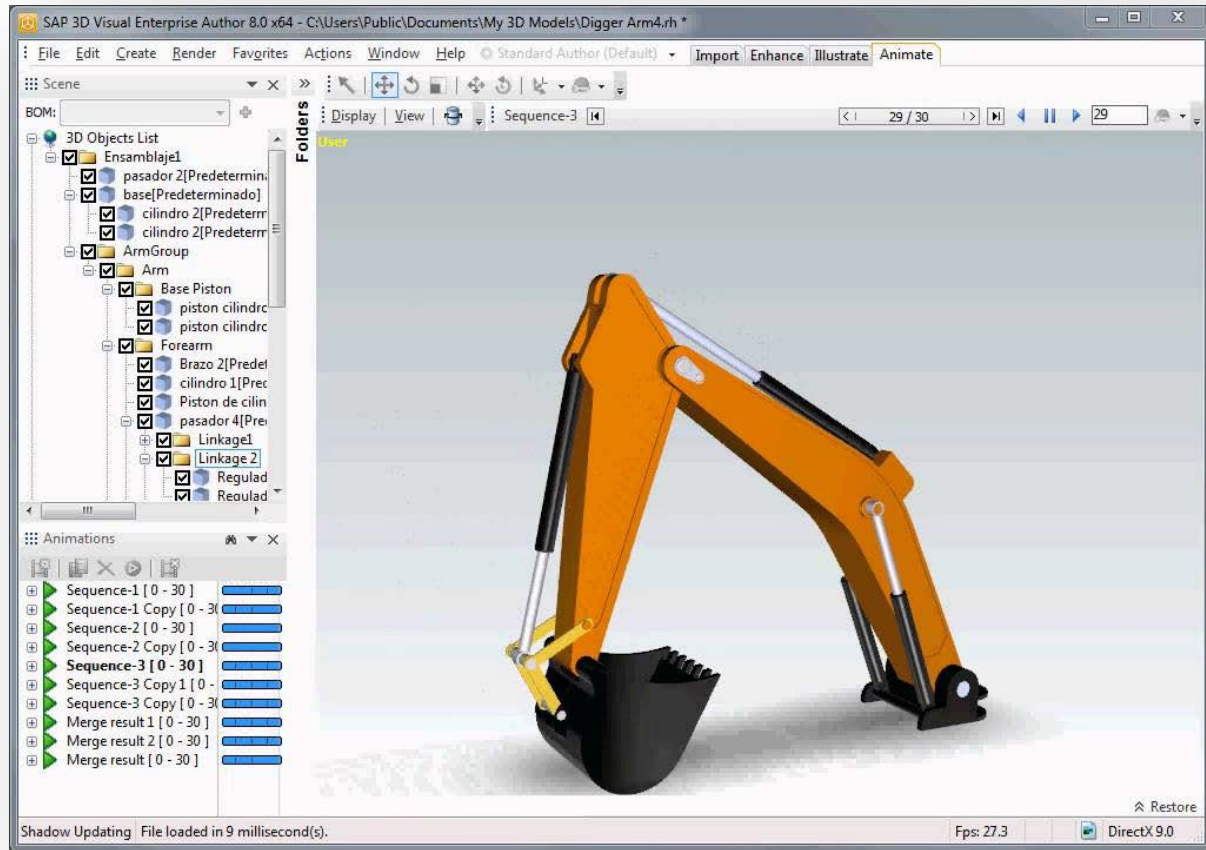 SAP 3D Visual Enterprise Author 8.0 x64 - C:\Users\Public\Documents\My 3D Models\Digger Arm4.rh *
File Edit Create Render Favorites Actions Window Help Standard Author (Default) Import Enhance Illustrate Animate
Scene
BOM:
Folders
Display View Sequence-3 29 / 30 29
User
3D Objects List
Ensamblaje1
pasador 2[Predetermin
base[Predeterminado]
cilindro 2[Predeterm
cilindro 2[Predeterm
ArmGroup
Arm
Base Piston
piston cilindro
piston cilindro
Forearm
Brazo 2[Predet
cilindro 1[Prec
Piston de cilin
pasador 4[Pre
Linkage1
Linkage 2
Regulad
Regulad
Animations
Sequence-1 [ 0 - 30 ]
Sequence-1 Copy [ 0 - 30
Sequence-2 [ 0 - 30 ]
Sequence-2 Copy [ 0 - 30
Sequence-3 [ 0 - 30 ]
Sequence-3 Copy 1 [ 0 -
Sequence-3 Copy [ 0 - 30
Merge result 1 [ 0 - 30 ]
Merge result 2 [ 0 - 30 ]
Merge result [ 0 - 30 ]
Restore
Shadow Updating File loaded in 9 millisecond(s). Fps: 27.3 DirectX 9.0